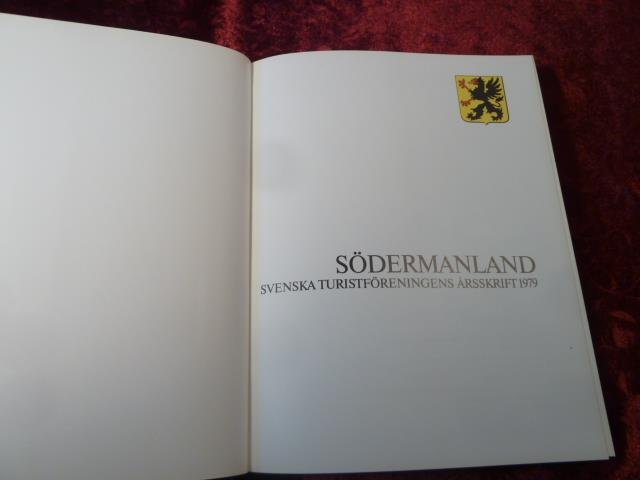 SÖDERMANLAND
SVENSKA TURISTFÖRENINGENS ÅRSSKRIFT 1979